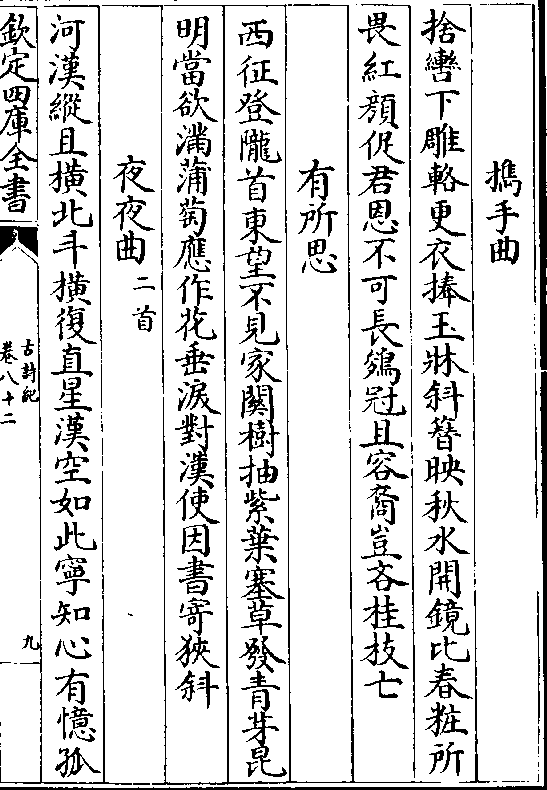 擕手曲
捨轡下雕輅更衣捧玉牀斜簪映秋水開鏡比春粧所
畏紅顔促君恩不可長鵕冠且容裔豈吝桂枝亡
有所思
西征登隴首東望不見家關樹抽紫葉塞草發青芽昆
明當欲滿蒲萄應作花垂淚對漢使因書寄狹斜
夜夜曲二首
河漢縱且橫北斗橫復直星漢空如此寧知心有憶孤
欽定四庫全書
古詩紀
卷八十二
九